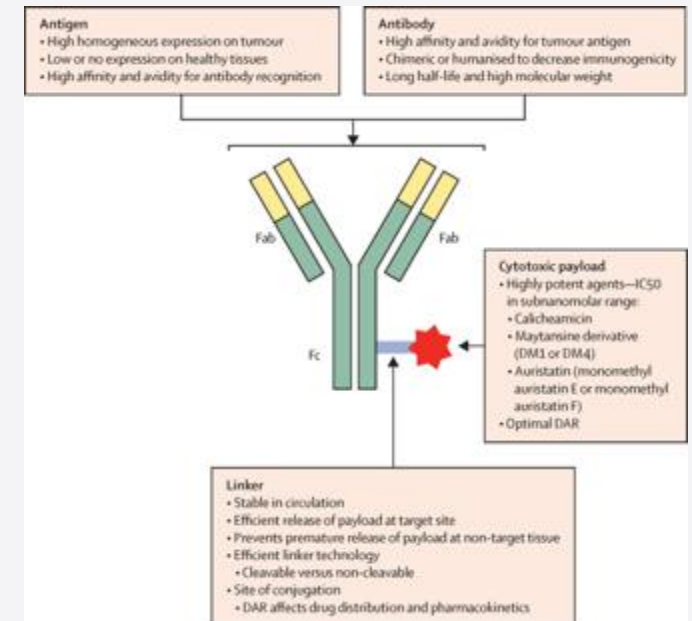 Antigen
• High homogeneous expression on tumour
• Low or no expression on healthy tissues
• High affinity and avidity for antibody recognition
Antibody
• High affinity and avidity for tumour antigen
• Chimeric or humanised to decrease immunogenicity
• Long half-life and high molecular weight
Fab
Fab
Fc
Cytotoxic payload
• Highly potent agents—IC50
in subnanomolar range:
• Calicheamicin
• Maytansine derivative
(DM1 or DM4)
• Auristatin (monomethyl
auristatin E or monomethyl
auristatin F)
• Optimal DAR
Linker
• Stable in circulation
• Efficient release of payload at target site
• Prevents premature release of payload at non-target tissue
• Efficient linker technology
• Cleavable versus non-cleavable
• Site of conjugation
• DAR affects drug distribution and pharmacokinetics